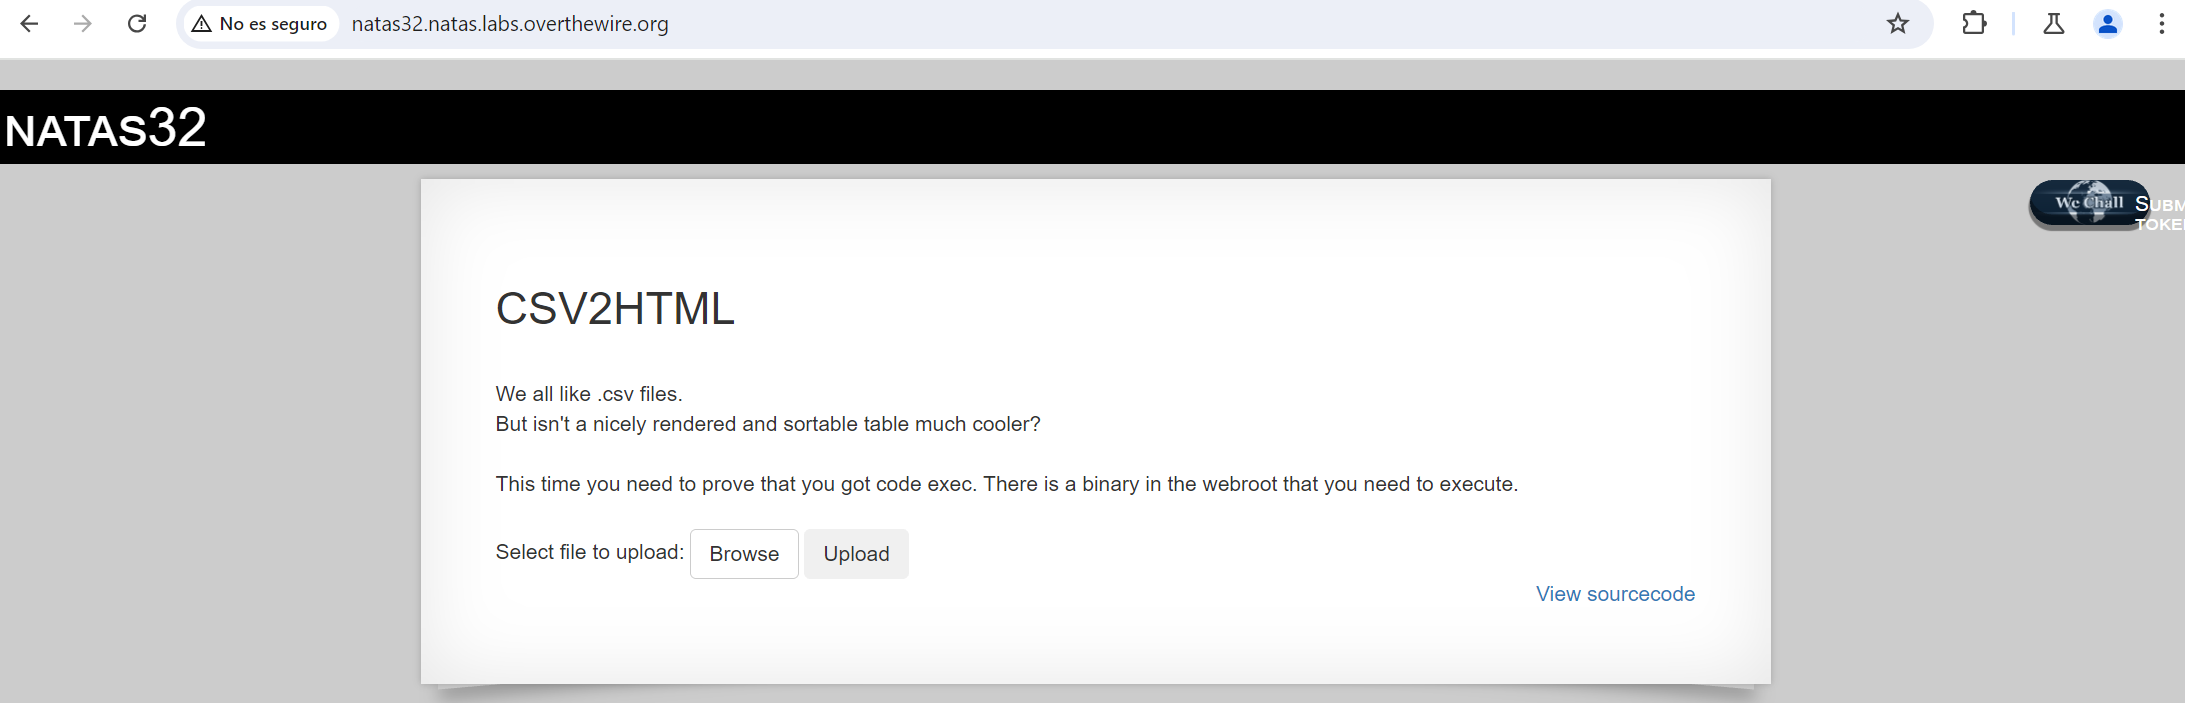 No es seguro natas32.natas.labs.overthewire.org
NATAS32
We Chall
SUBM
TOKE
CSV2HTML
We all like .csv files.
But isn't a nicely rendered and sortable table much cooler?
This time you need to prove that you got code exec. There is a binary in the webroot that you need to execute.
Select file to upload: Browse Upload
View sourcecode